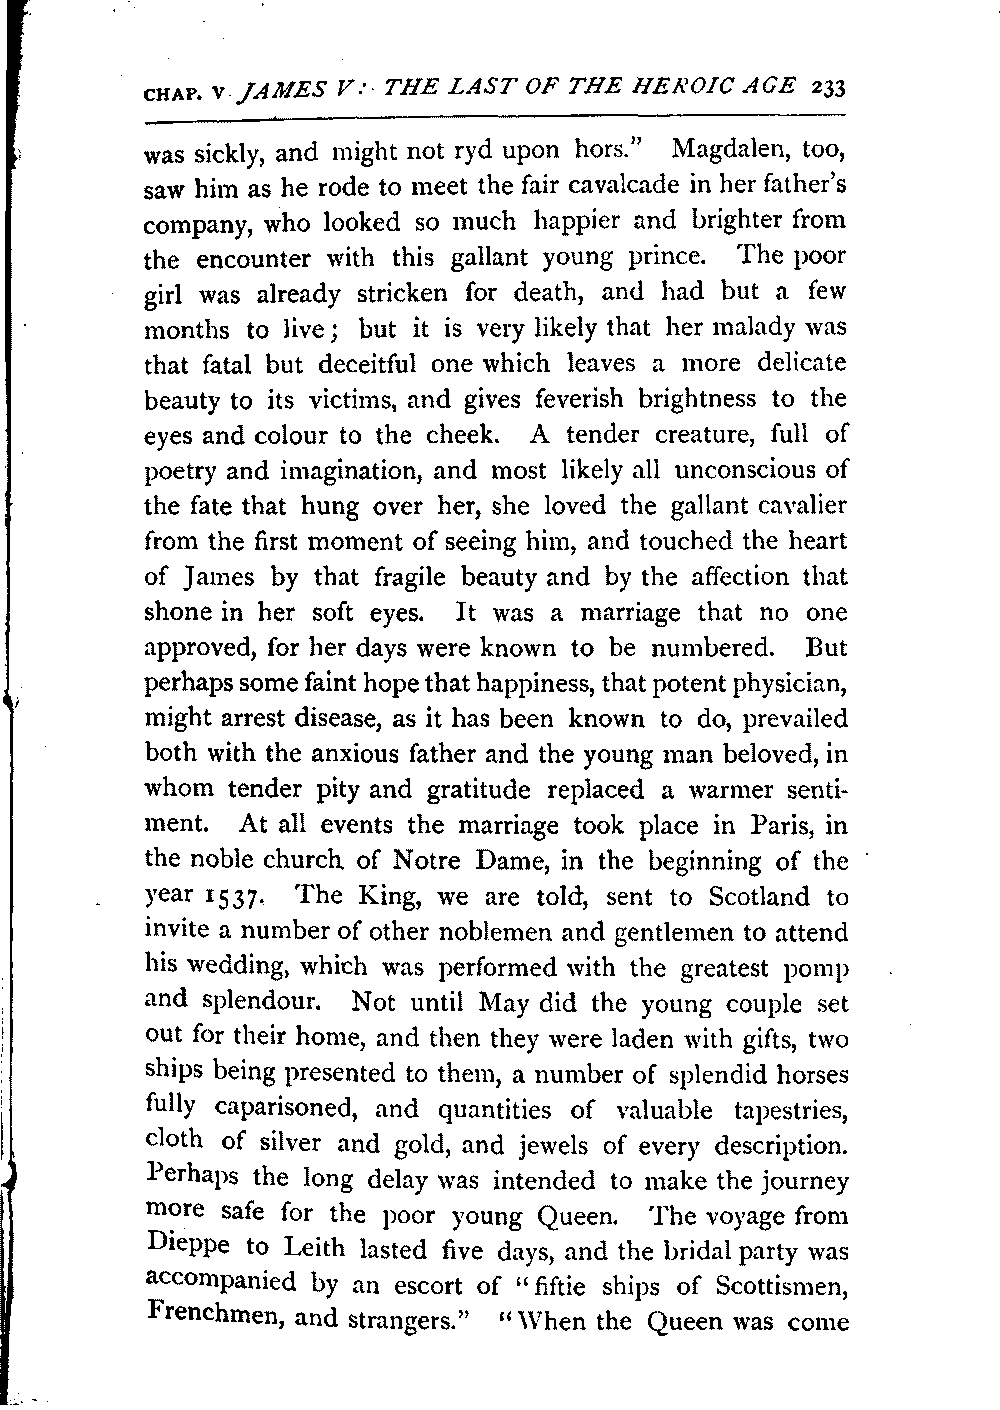 CHAP. V JAMES V: THE LAST OF THE HEROIC AGE 233
was sickly, and might not ryd upon hors.” Magdalen, too,
saw him as he rode to meet the fair cavalcade in her father’s
company, who looked so much happier and brighter from
the encounter with this gallant young prince. The poor
girl was already stricken for death, and had but a few
months to live; but it is very likely that her malady was
that fatal but deceitful one which leaves a more delicate
beauty to its victims, and gives feverish brightness to the
eyes and colour to the cheek. A tender creature, full of
poetry and imagination, and most likely all unconscious of
the fate that hung over her, she loved the gallant cavalier
from the first moment of seeing him, and touched the heart
of James by that fragile beauty and by the affection that
shone in her soft eyes. It was a marriage that no one
approved, for her days were known to be numbered. But
perhaps some faint hope that happiness, that potent physician,
might arrest disease, as it has been known to do, prevailed
both with the anxious father and the young man beloved, in
whom tender pity and gratitude replaced a warmer senti-
ment. At all events the marriage took place in Paris, in
the noble church of Notre Dame, in the beginning of the
year 1537. The King, we are told, sent to Scotland to
invite a number of other noblemen and gentlemen to attend
his wedding, which was performed with the greatest pomp
and splendour. Not until May did the young couple set
out for their home, and then they were laden with gifts, two
ships being presented to them, a number of splendid horses
fully caparisoned, and quantities of valuable tapestries,
cloth of silver and gold, and jewels of every description.
Perhaps the long delay was intended to make the journey
more safe for the poor young Queen. The voyage from
Dieppe to Leith lasted five days, and the bridal party was
accompanied by an escort of “fiftie ships of Scottismen,
Frenchmen, and strangers.” “When the Queen was come